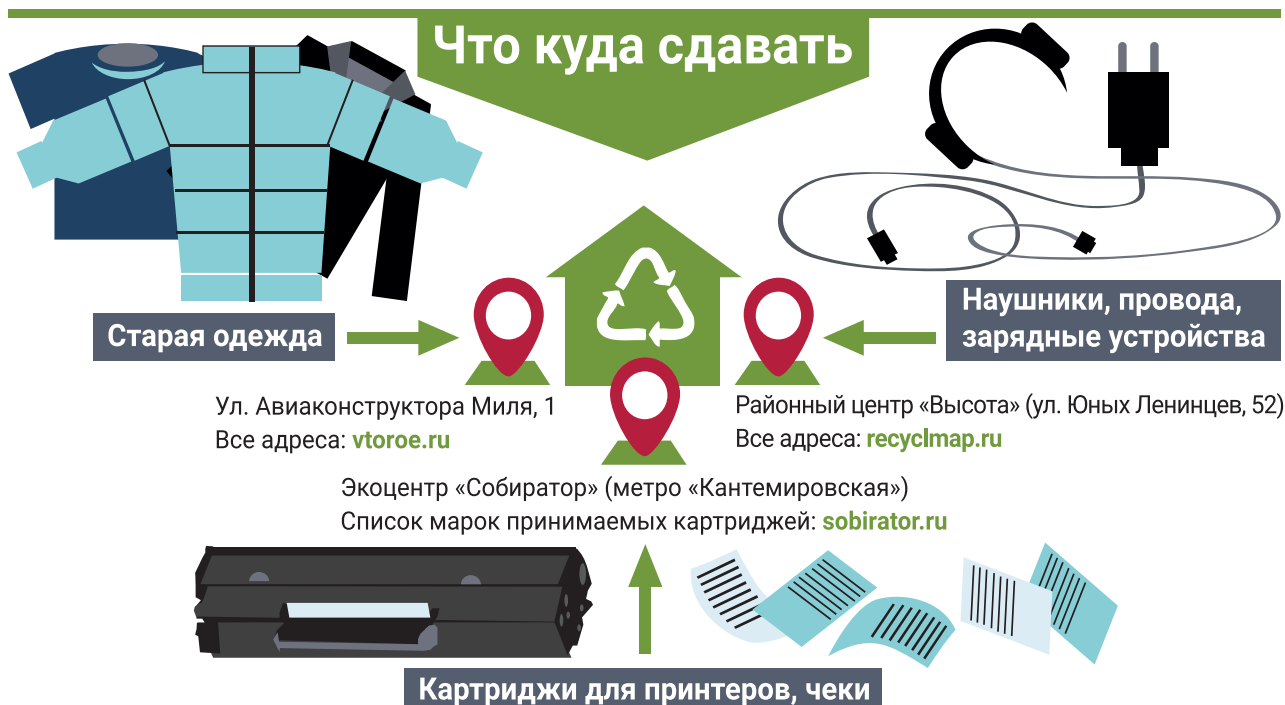 Что куда сдавать
Старая одежда
Ул. Авиаконструктора Миля, 1
Все адреса: vtoroe.ru
Наушники, провода,
зарядные устройства
Районный центр «Высота» (ул. Юных Ленинцев, 52)
Все адреса: recyclmap.ru
Экоцентр «Собиратор» (метро «Кантемировская»)
Список марок принимаемых картриджей: sobirator.ru
Картриджи для принтеров, чеки